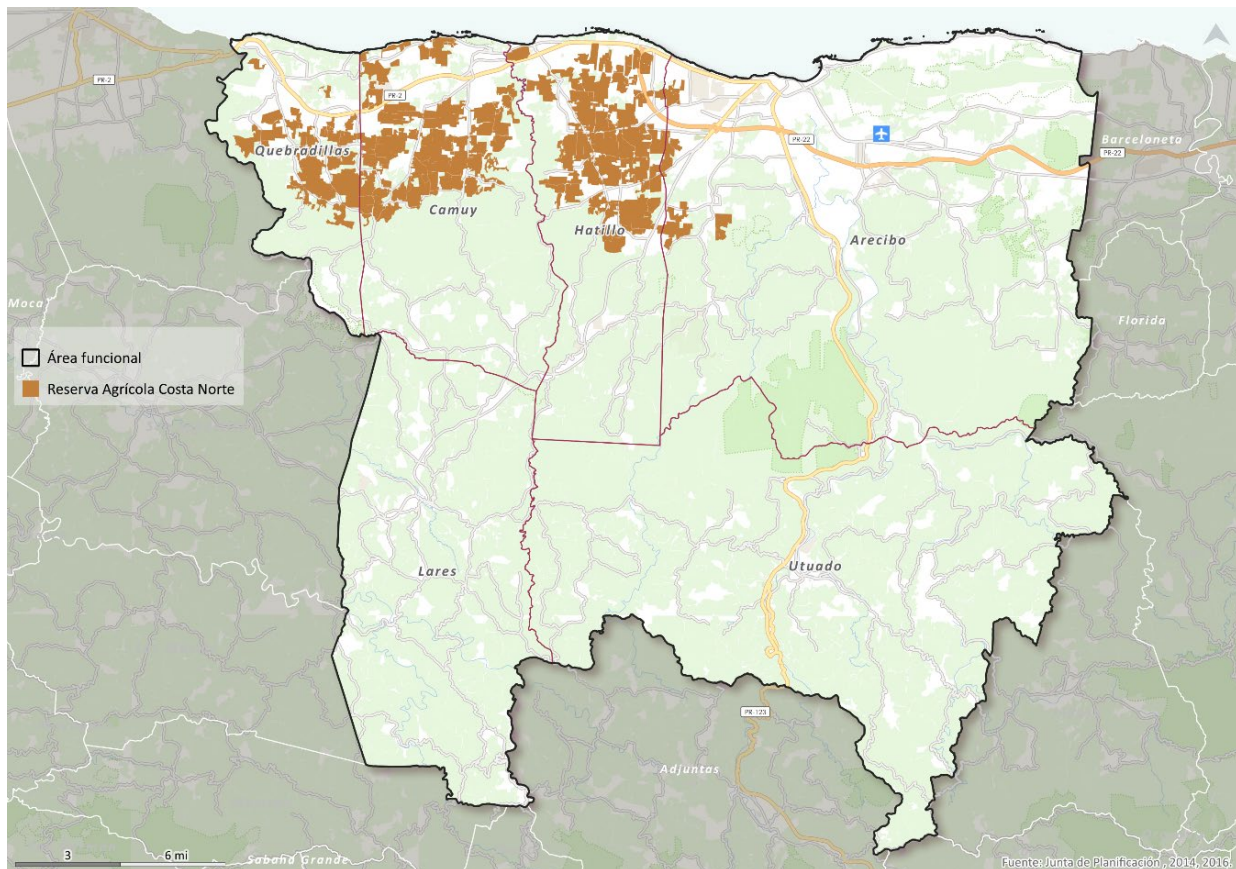 PR-2
PR-2
PR-22
Barceloneta
PR-22
Quebradillas
Camuy
Hatillo
Arecibo
Moca
Florida
Área funcional
Reserva Agrícola Costa Norte
Lares
Utuado
PR-123
Adjuntas
3
6 mi
Sabana Grande
Fuente: Junta de Planificación , 2014, 2016.